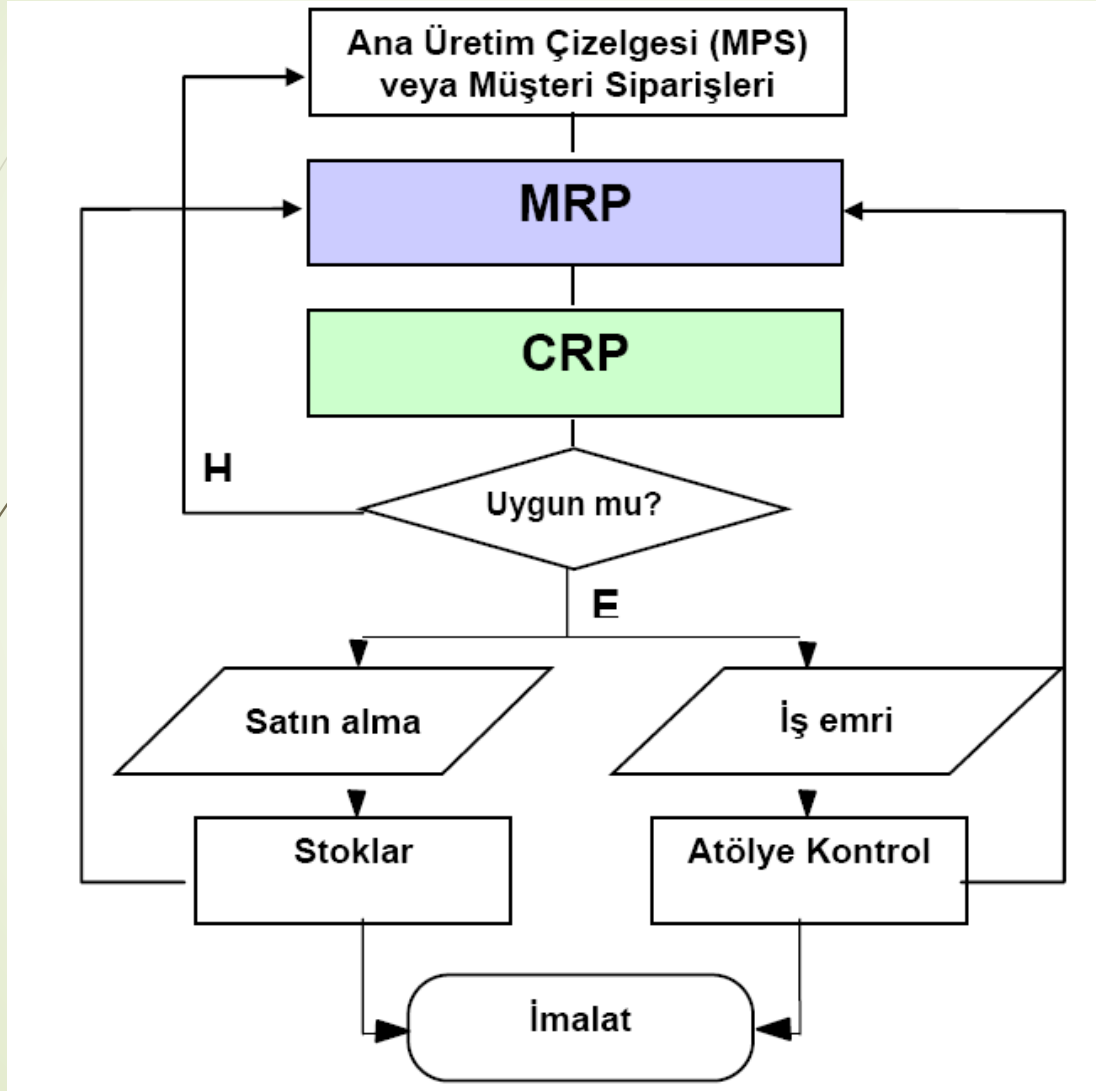 Ana Üretim Çizelgesi (MPS)
veya Müşteri Siparişleri
MRP
CRP
H
Uygun mu?
E
Satın alma
İş emri
Stoklar
Atölye Kontrol
İmalat